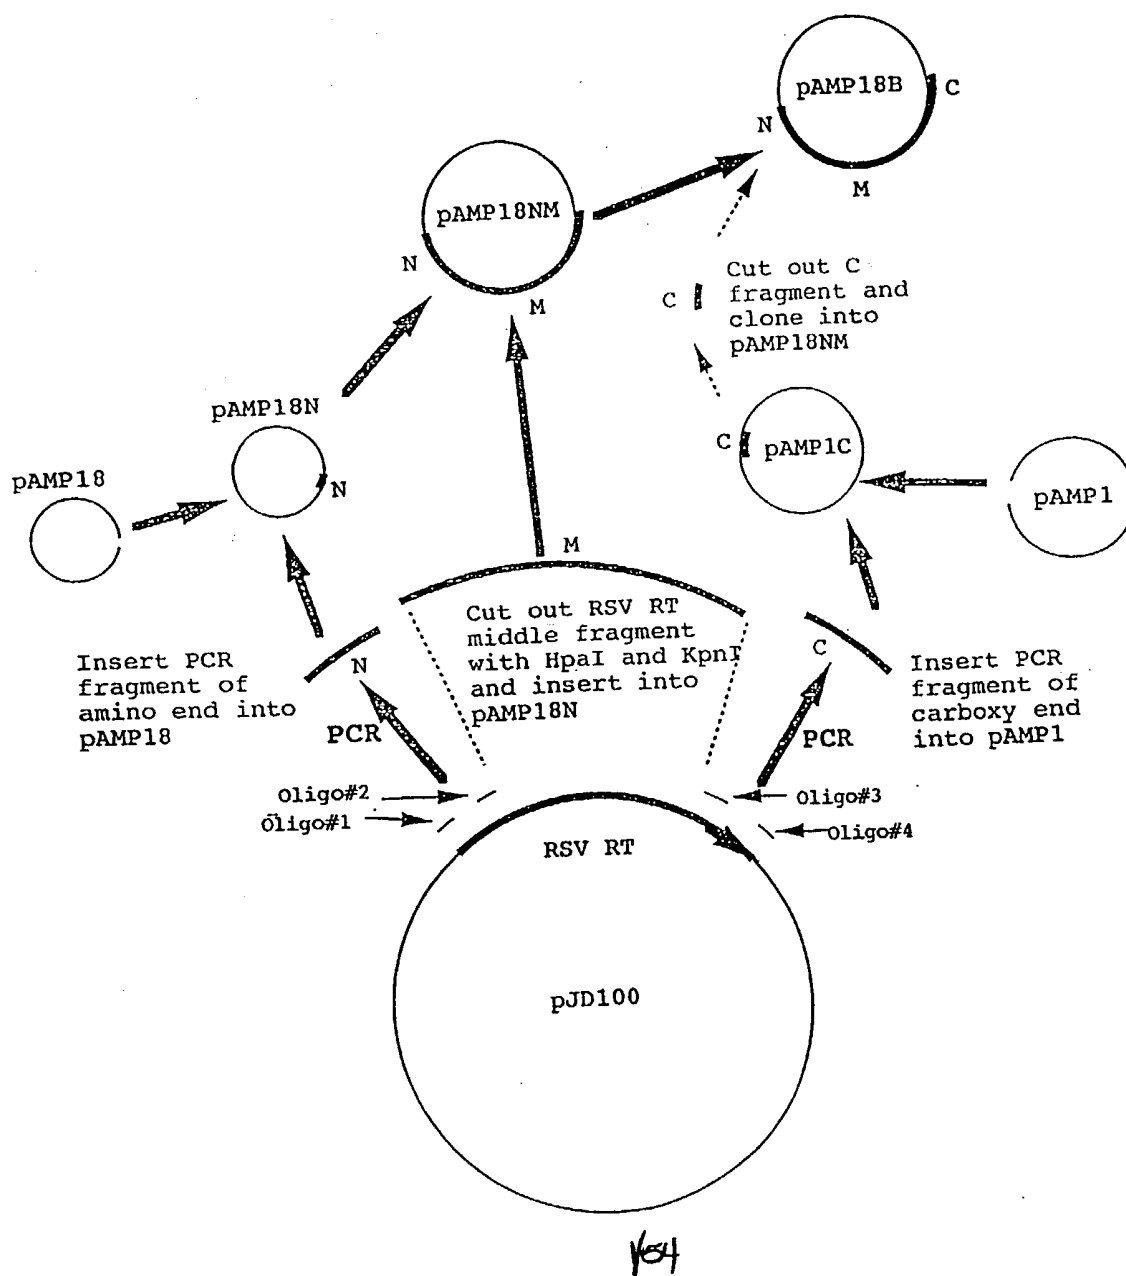 pAMP18B
C
N
M
pAMP18NM
N
M
Cut out C
fragment and
clone into
pAMP18NM
C
pAMP18N
pAMP18
N
C
pAMP1C
pAMP1
M
Cut out RSV RT
middle fragment
with HpaI and KpnI
and insert into
pAMP18N
Insert PCR
fragment of
amino end into
pAMP18
N
C
Insert PCR
fragment of
carboxy end
into pAMP1
PCR
PCR
Oligo#2
Oligo#1
Oligo#3
Oligo#4
RSV RT
pJD100